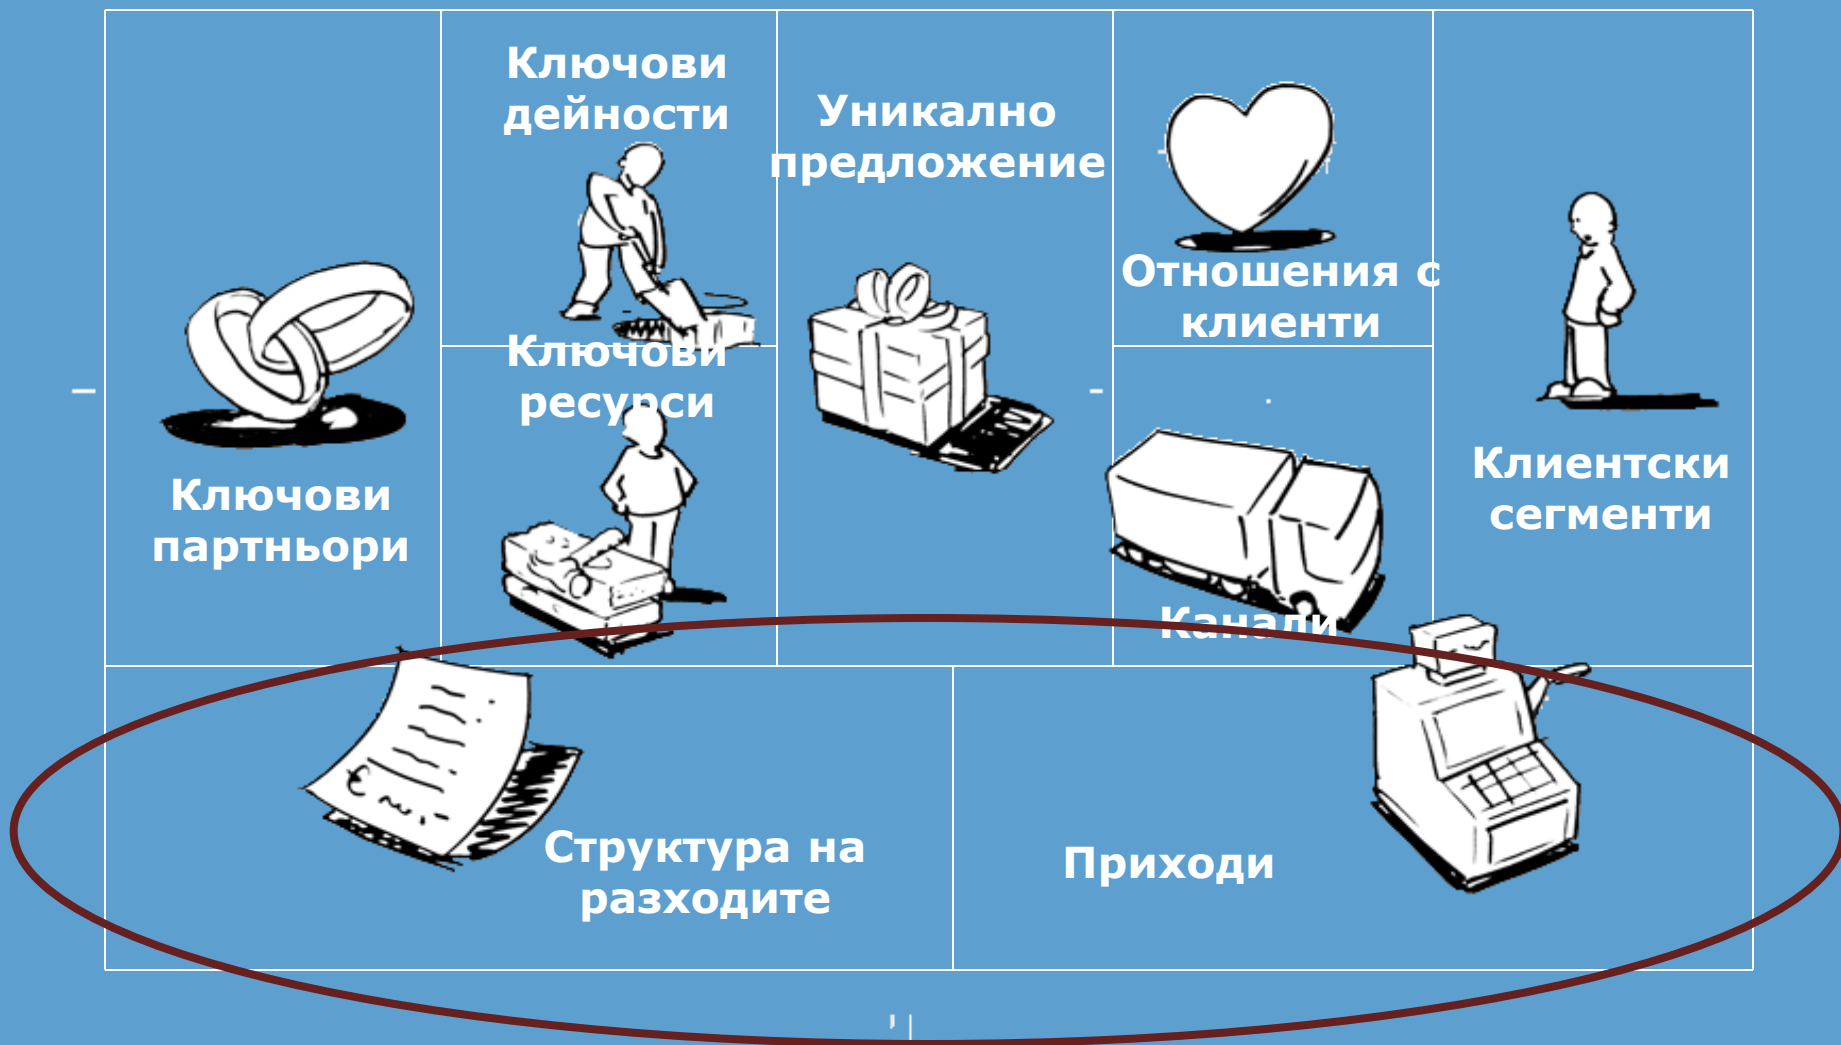 Ключови
партньори
Ключови
дейности
Ключови
ресурси
Уникално
предложение
Отношения с
клиенти
Канали
Клиентски
сегменти
Структура на
разходите
Приходи